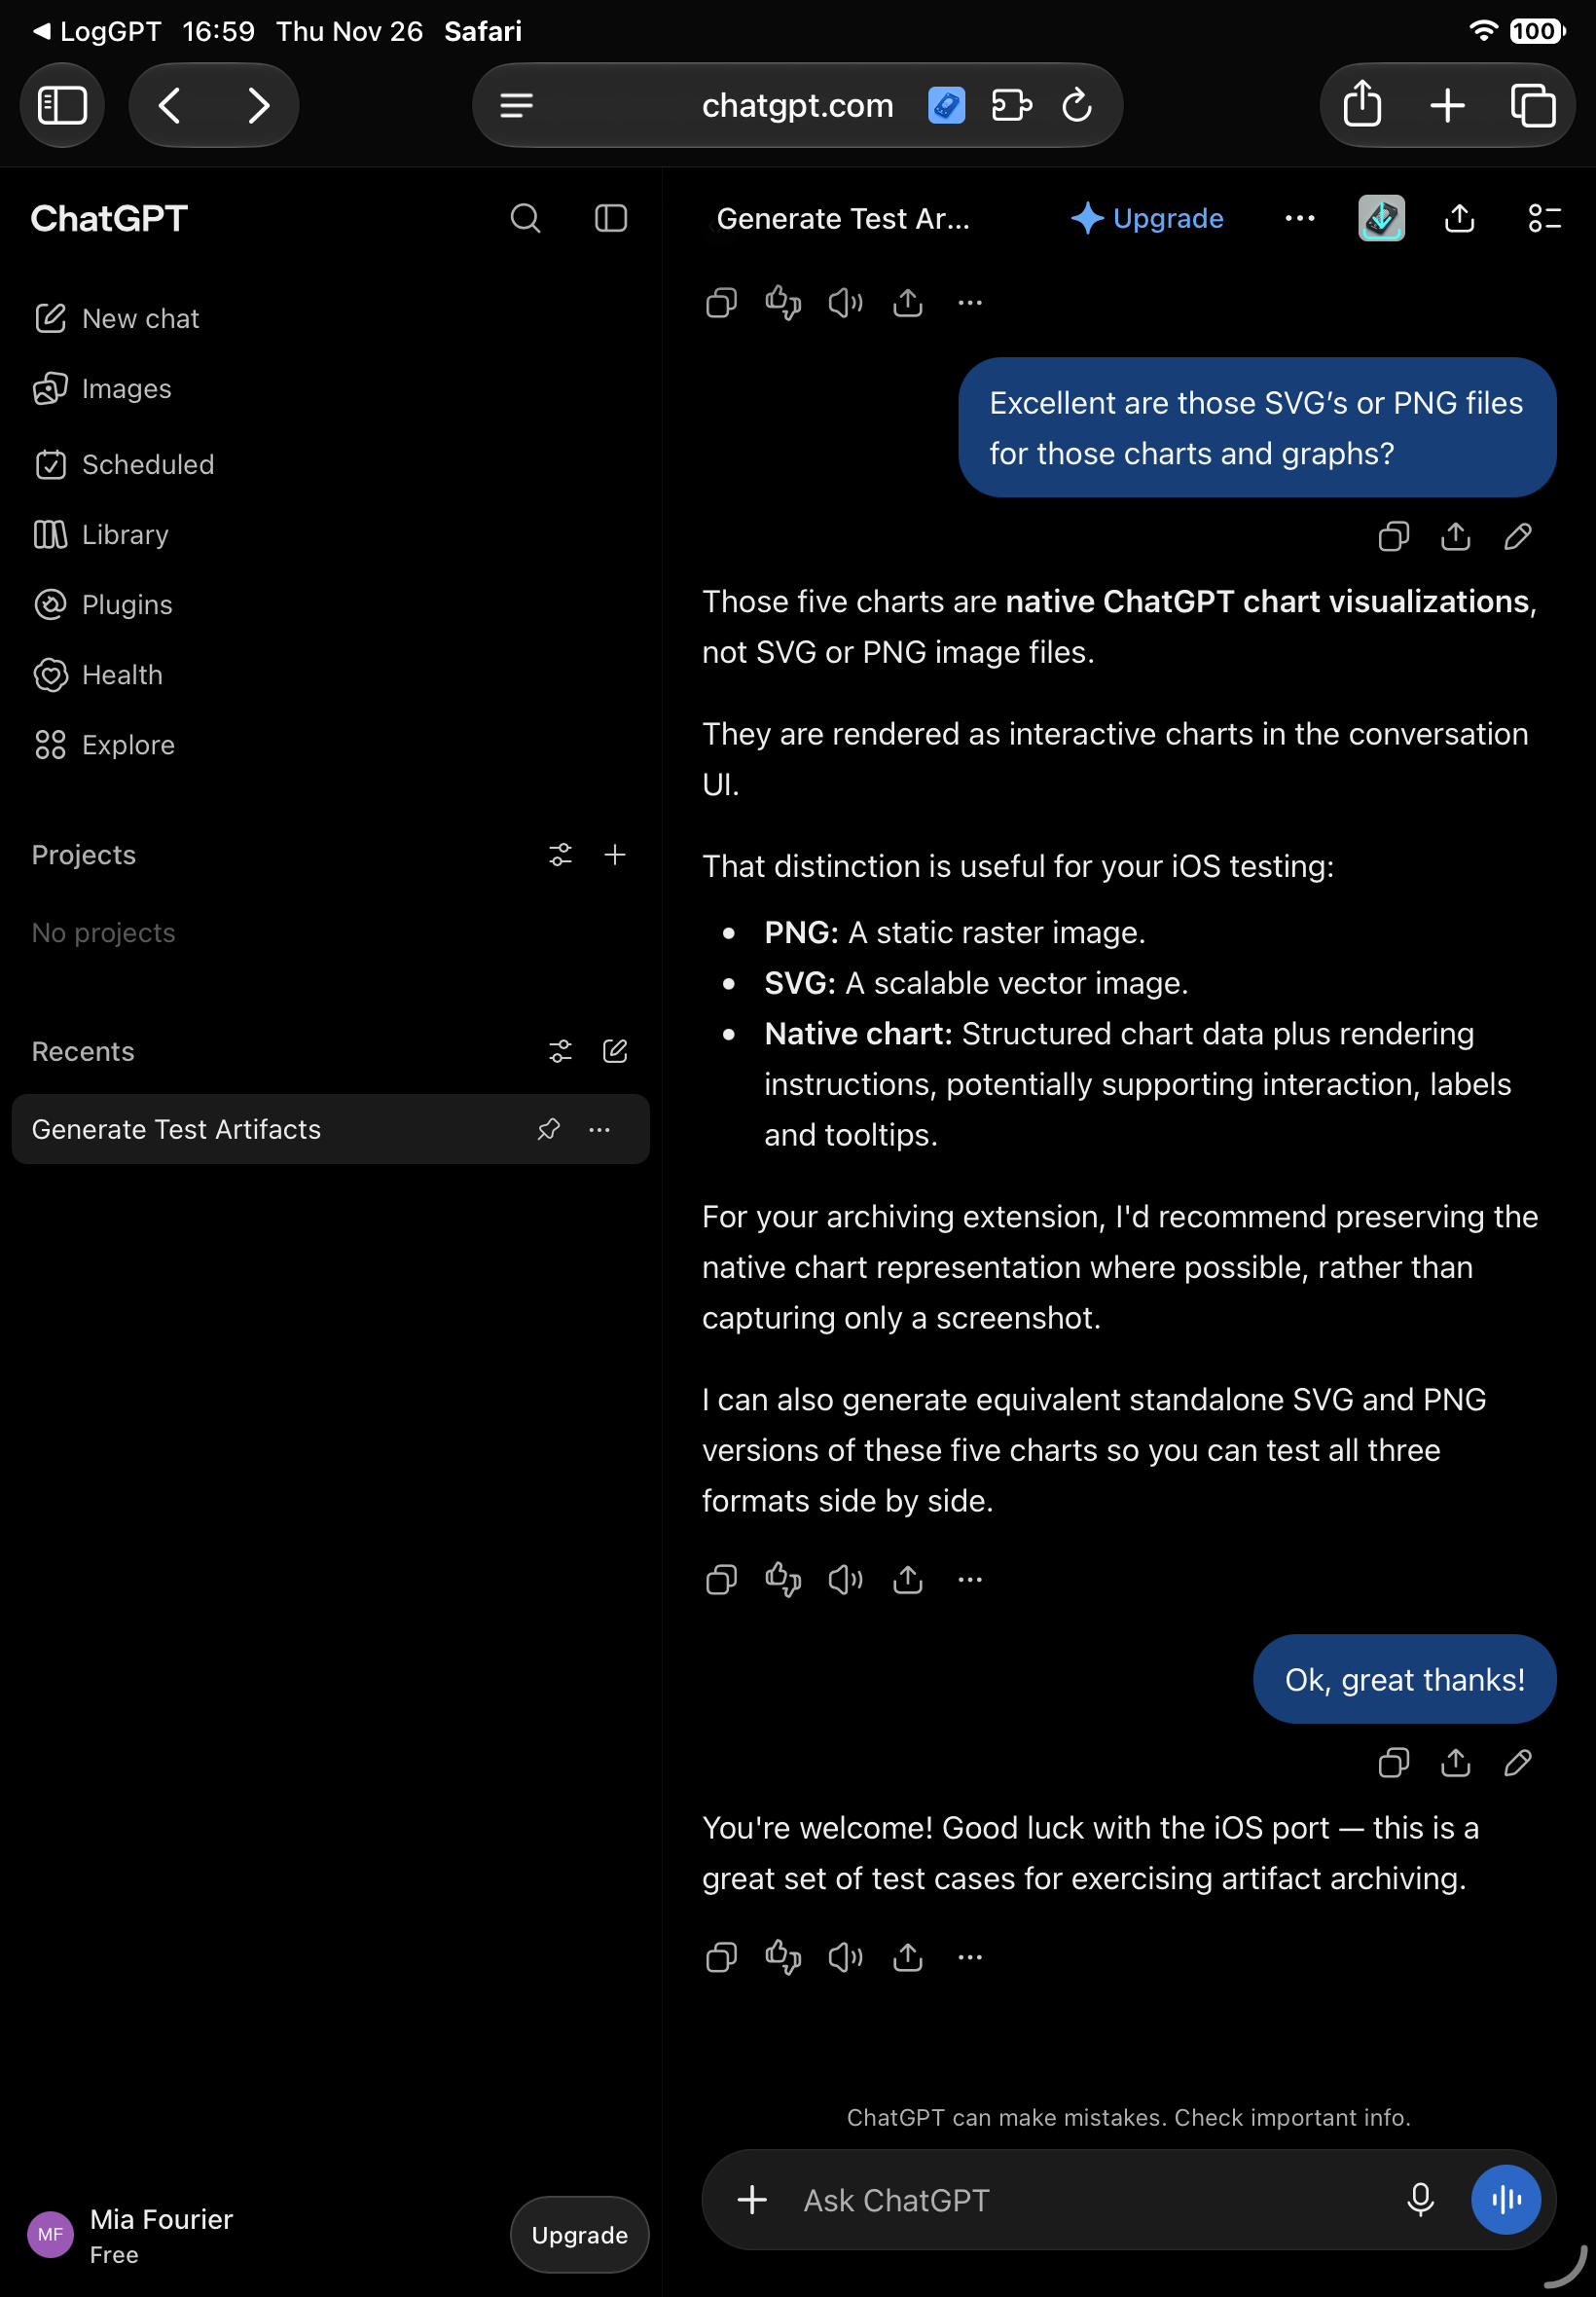 LogGPT 16:59 Thu Nov 26 Safari
100
chatgpt.com
ChatGPT
New chat
Images
Scheduled
Library
Plugins
Health
Explore
Projects
No projects
Recents
Generate Test Artifacts
MF
Mia Fourier
Free
Upgrade
Generate Test Ar...
Upgrade
Excellent are those SVG’s or PNG files
for those charts and graphs?
Those five charts are native ChatGPT chart visualizations,
not SVG or PNG image files.
They are rendered as interactive charts in the conversation
UI.
That distinction is useful for your iOS testing:
• PNG: A static raster image.
• SVG: A scalable vector image.
• Native chart: Structured chart data plus rendering
instructions, potentially supporting interaction, labels
and tooltips.
For your archiving extension, I'd recommend preserving the
native chart representation where possible, rather than
capturing only a screenshot.
I can also generate equivalent standalone SVG and PNG
versions of these five charts so you can test all three
formats side by side.
Ok, great thanks!
You're welcome! Good luck with the iOS port — this is a
great set of test cases for exercising artifact archiving.
ChatGPT can make mistakes. Check important info.
Ask ChatGPT